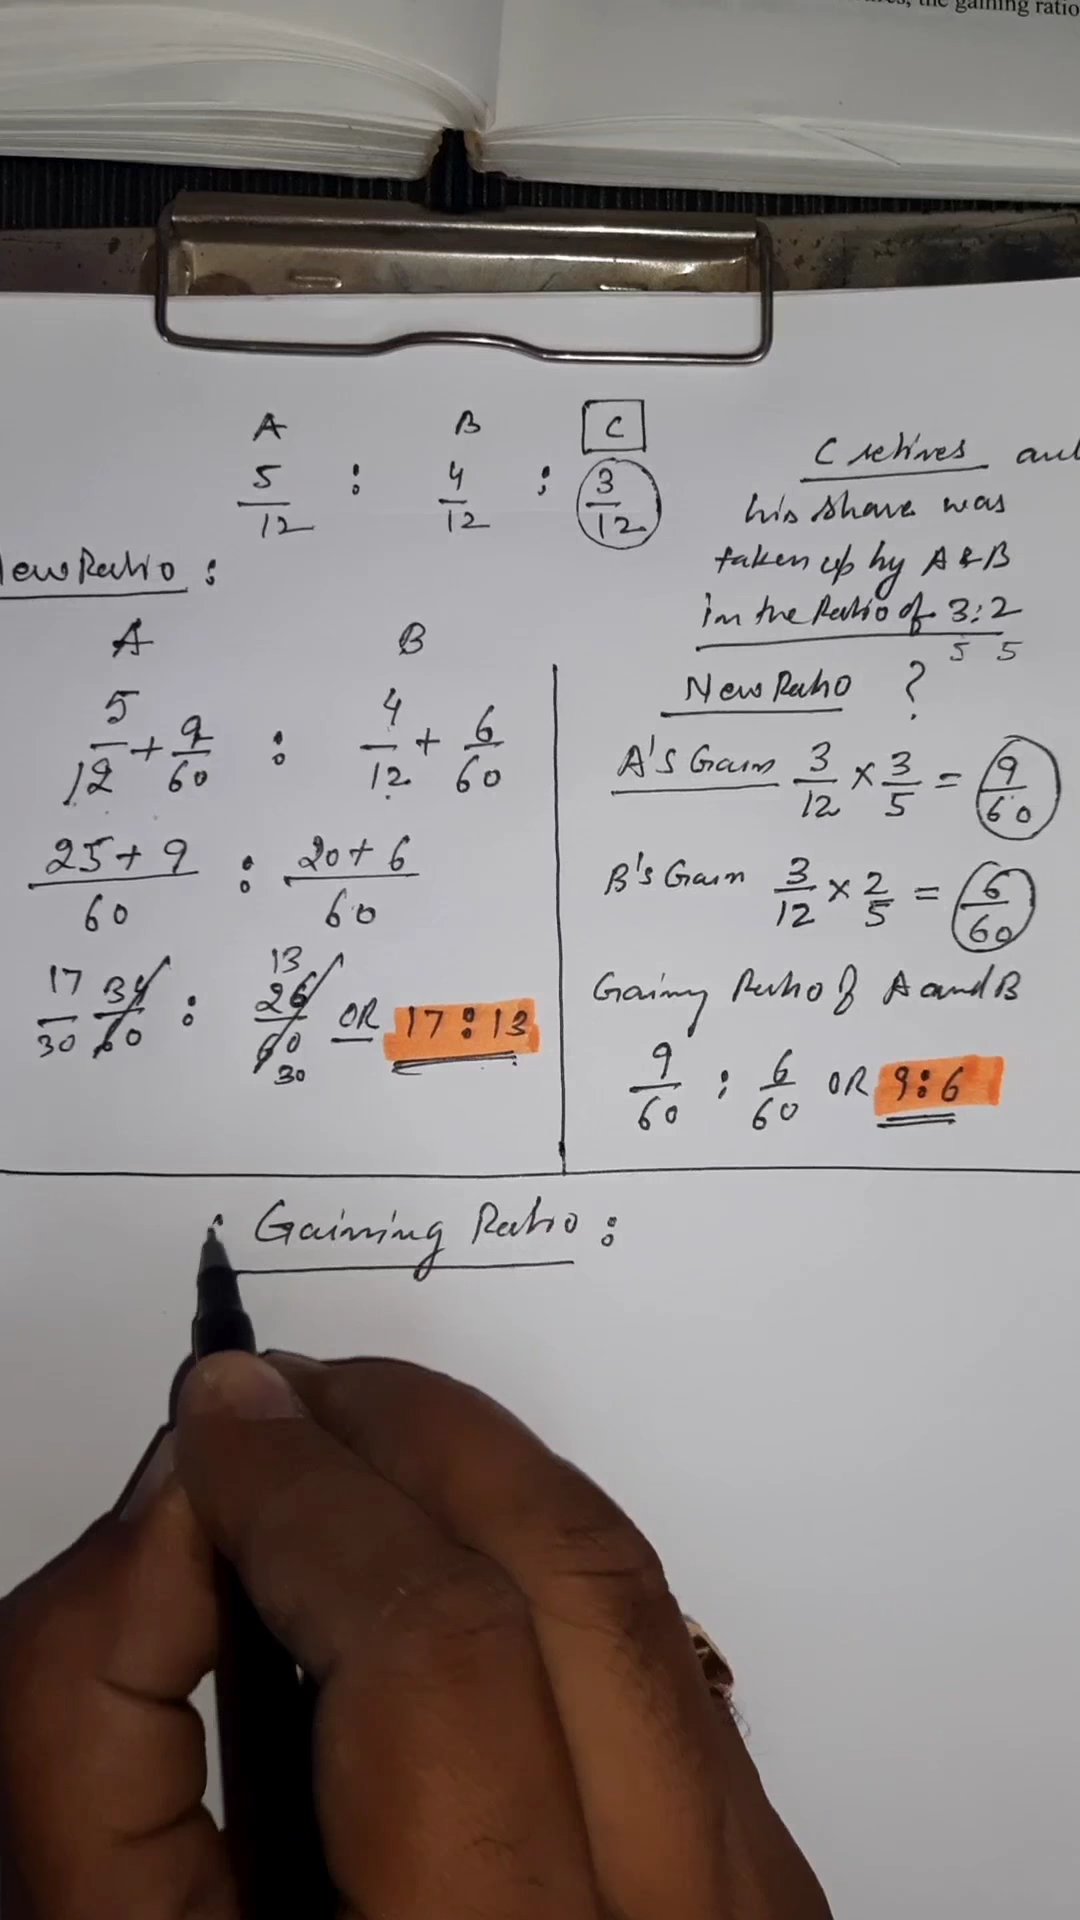 the gaining ratio
A B C
5/12 : 4/12 : 3/12
C retires and
his share was
taken up by A & B
in the Ratio of 3:2
5 5
New Ratio ?
A's Gain 3/12 × 3/5 = 9/60
B's Gain 3/12 × 2/5 = 6/60
Gaining Ratio of A and B
9/60 : 6/60 OR 9:6
New Ratio :
A B
5/12 + 9/60 : 4/12 + 6/60
25+9/60 : 20+6/60
17/30 34/60 : 13 26/60 30 OR 17:13
Gaining Ratio :